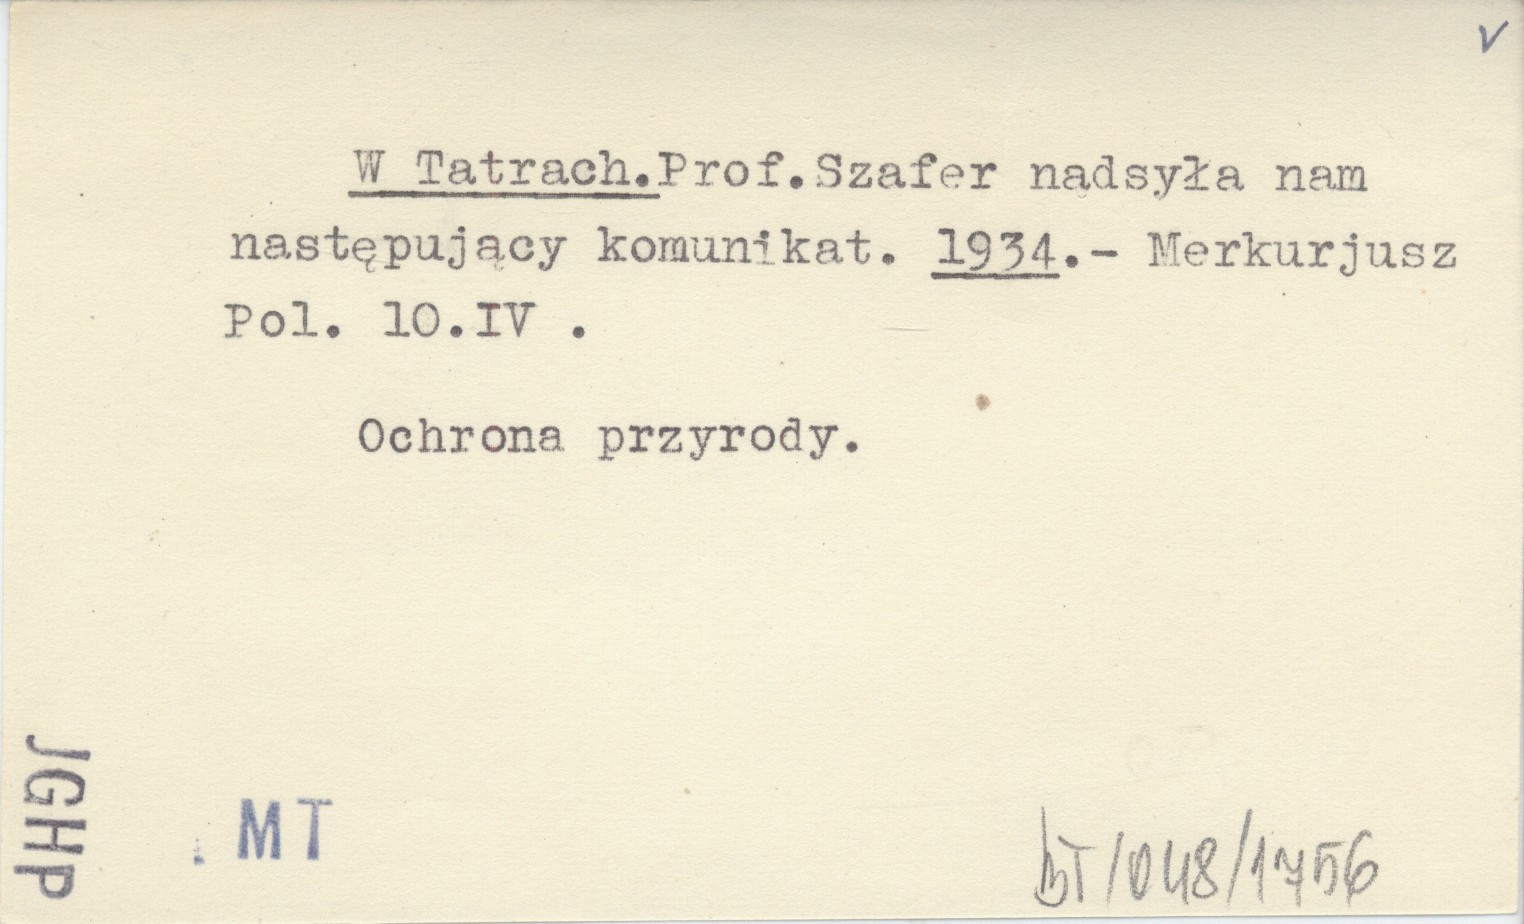 v
W Tatrach.Prof.Szafer nadsyła nam
następujący komunikat. 1934.- Merkurjusz
Pol. 10.IV .
Ochrona przyrody.
JGHP
. MT
bT/048/1756